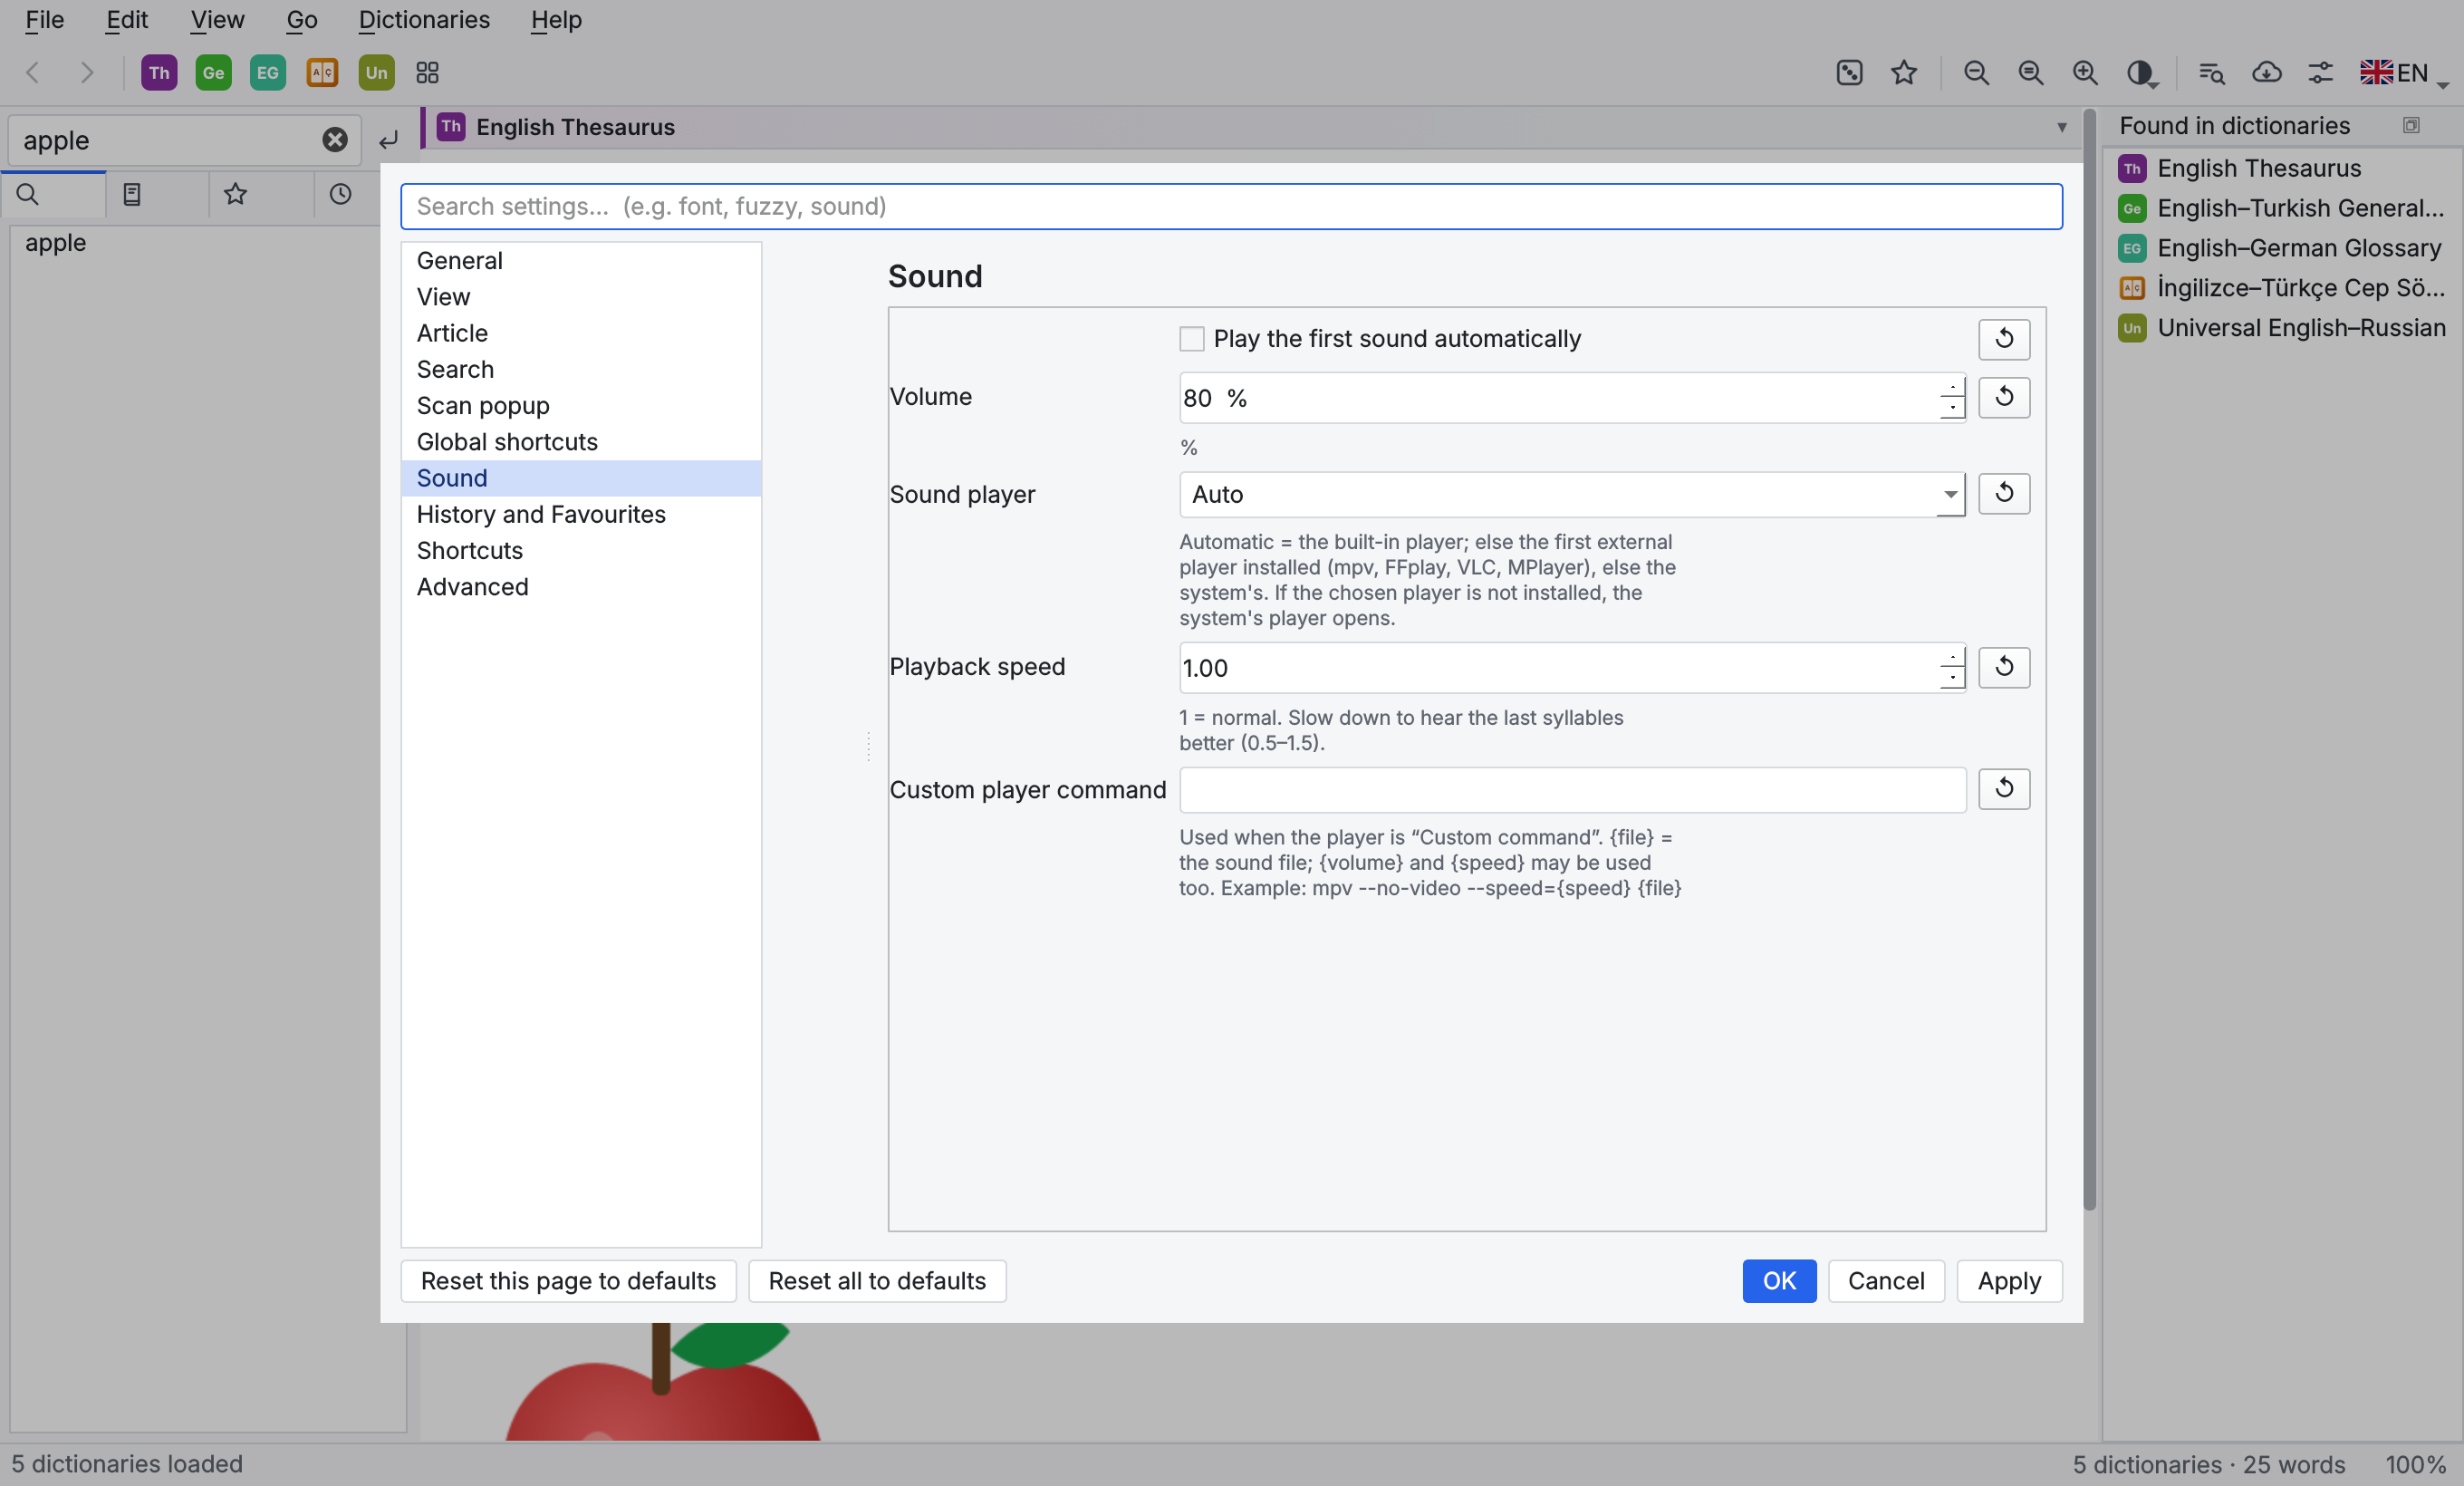 File Edit View Go Dictionaries Help
Th Ge EG A Ç Un EN
apple
Th English Thesaurus
Found in dictionaries
apple
Th English Thesaurus
Ge English–Turkish General...
EG English–German Glossary
A Ç İngilizce–Türkçe Cep Sö...
Un Universal English–Russian
Search settings... (e.g. font, fuzzy, sound)
General
View
Article
Search
Scan popup
Global shortcuts
Sound
History and Favourites
Shortcuts
Advanced
Sound
Play the first sound automatically
Volume
80 %
%
Sound player
Auto
Automatic = the built-in player; else the first external
player installed (mpv, FFplay, VLC, MPlayer), else the
system's. If the chosen player is not installed, the
system's player opens.
Playback speed
1.00
1 = normal. Slow down to hear the last syllables
better (0.5–1.5).
Custom player command
Used when the player is “Custom command”. {file} =
the sound file; {volume} and {speed} may be used
too. Example: mpv --no-video --speed={speed} {file}
Reset this page to defaults
Reset all to defaults
OK
Cancel
Apply
5 dictionaries loaded
5 dictionaries · 25 words
100%